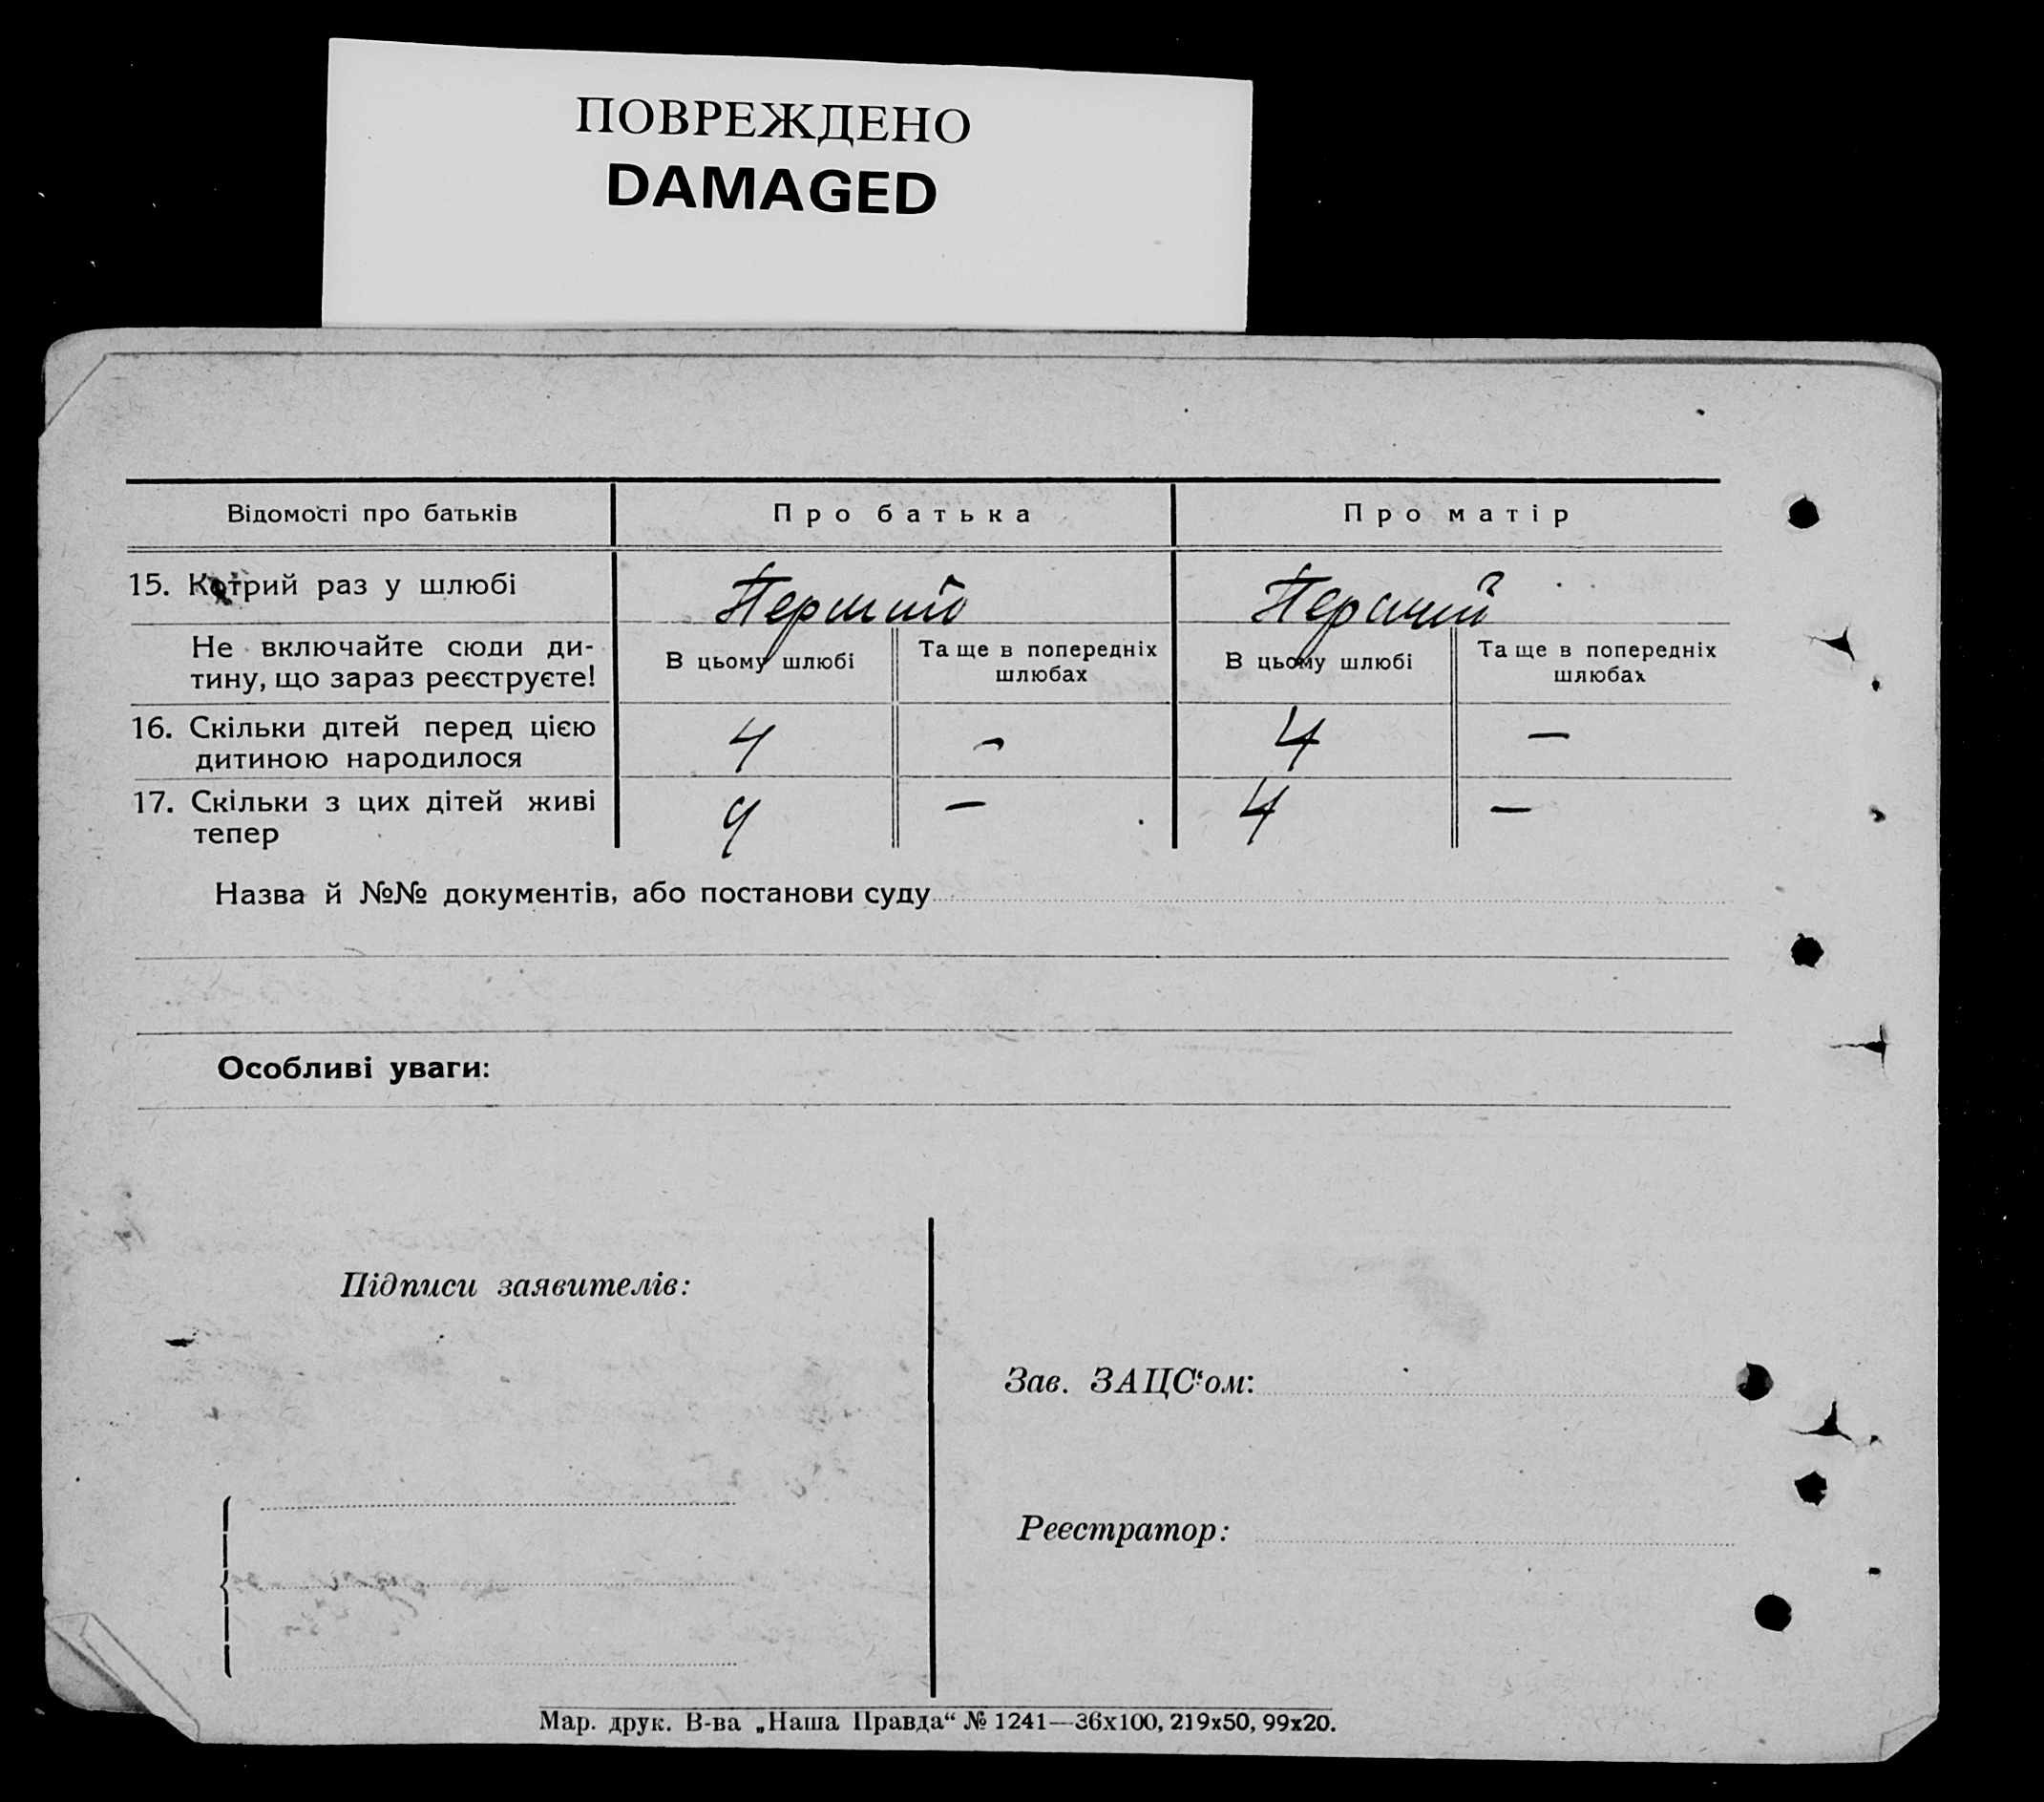 ПОВРЕЖДЕНО
DAMAGED
Відомості про батьків Про батька Про матір
15. Котрий раз у шлюбі Перший Перший
Не включайте сюди ди-
тину, що зараз реєструєте!
В цьому шлюбі
Та ще в попередніх
шлюбах
В цьому шлюбі
Та ще в попередніх
шлюбах
16. Скільки дітей перед цією
дитиною народилося
4 – 4 –
17. Скільки з цих дітей живі
тепер
4 – 4 –
Назва й №№ документів, або постанови суду
Особливі уваги:
Підписи заявителів:
Зав. ЗАЦС‘ом:
Реєстратор:
Мар. друк. В-ва „Наша Правда“ № 1241—36х100, 219х50, 99х20.